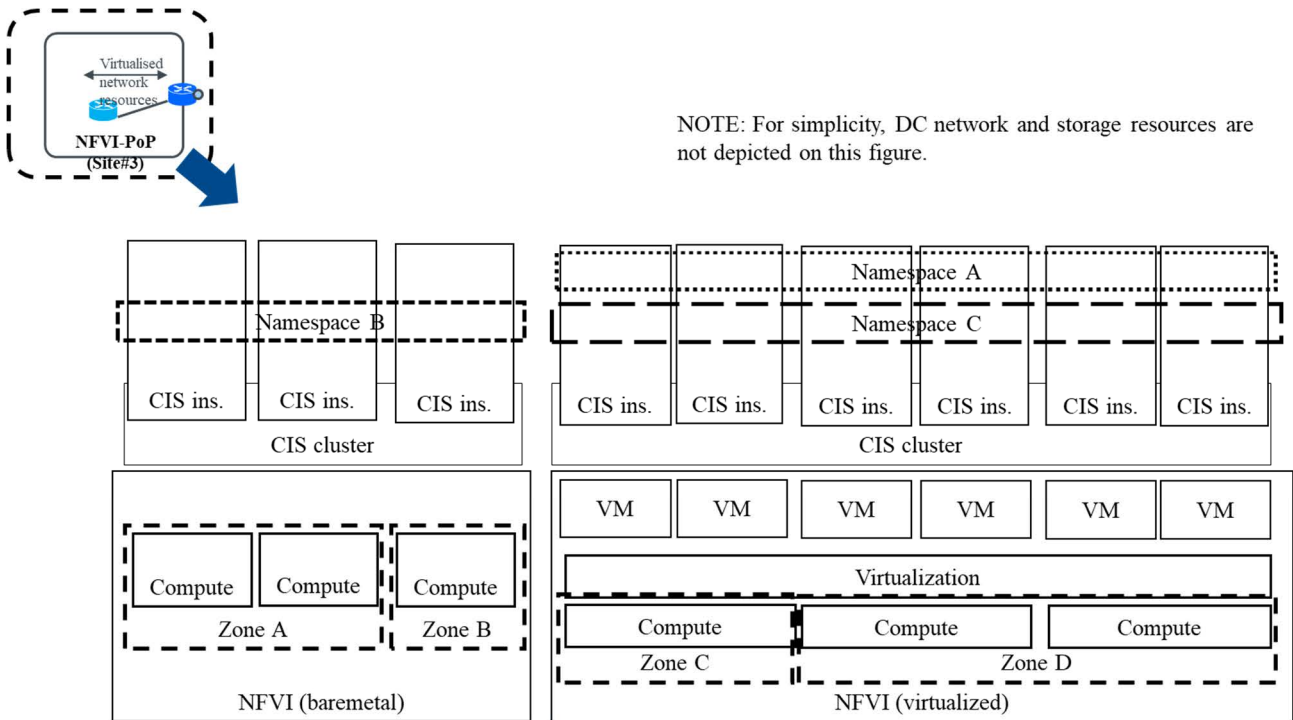 Virtualised
network
resources
NFVI-PoP
(Site#3)
NOTE: For simplicity, DC network and storage resources are
not depicted on this figure.
Namespace A
Namespace B
Namespace C
CIS ins. CIS ins. CIS ins. CIS ins. CIS ins. CIS ins. CIS ins. CIS ins. CIS ins.
CIS cluster CIS cluster
VM VM VM VM VM VM
Virtualization
Compute Compute Compute
Zone A Zone B
Compute Compute Compute
Zone C Zone D
NFVI (baremetal) NFVI (virtualized)